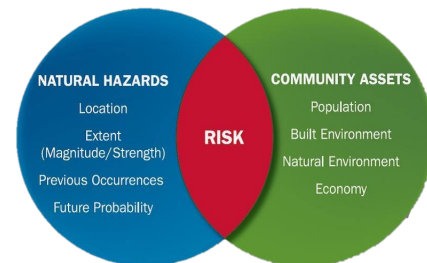 NATURAL HAZARDS
Location
Extent
(Magnitude/Strength)
Previous Occurrences
Future Probability
RISK
COMMUNITY ASSETS
Population
Built Environment
Natural Environment
Economy